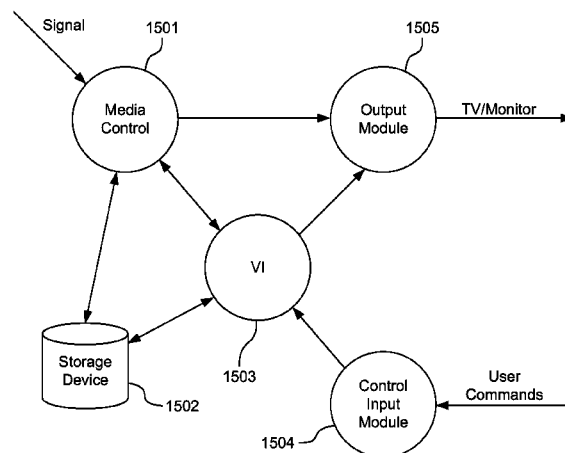 Signal
1501
Media
Control
1505
Output
Module
TV/Monitor
VI
1503
Storage
Device
1502
Control
Input
Module
1504
User
Commands